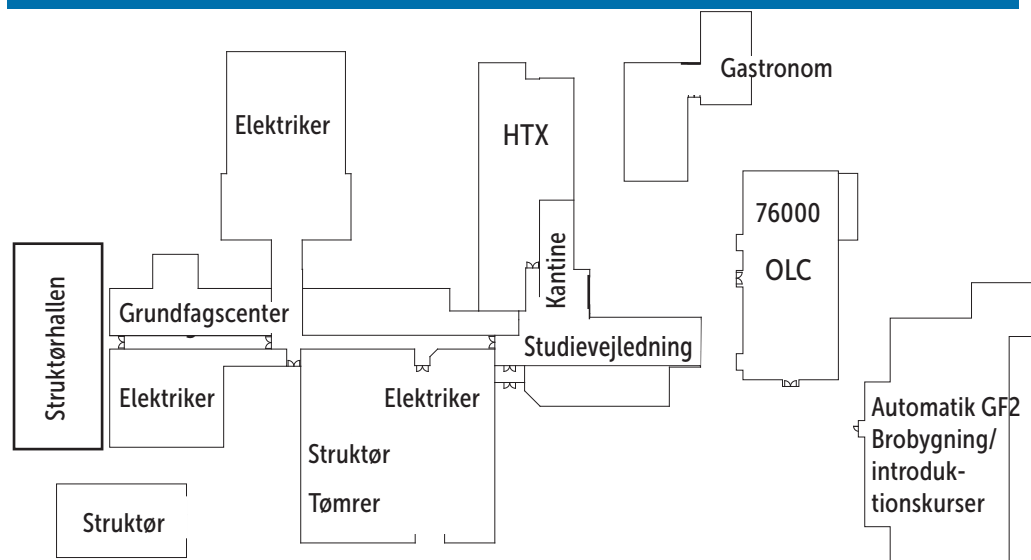 Gastronom
Elektriker
HTX
76000
OLC
Kantine
Struktørhallen
Grundfagscenter
Studievejledning
Elektriker
Elektriker
Automatik GF2
Brobygning/
introduk-
tionskurser
Struktør
Tømrer
Struktør